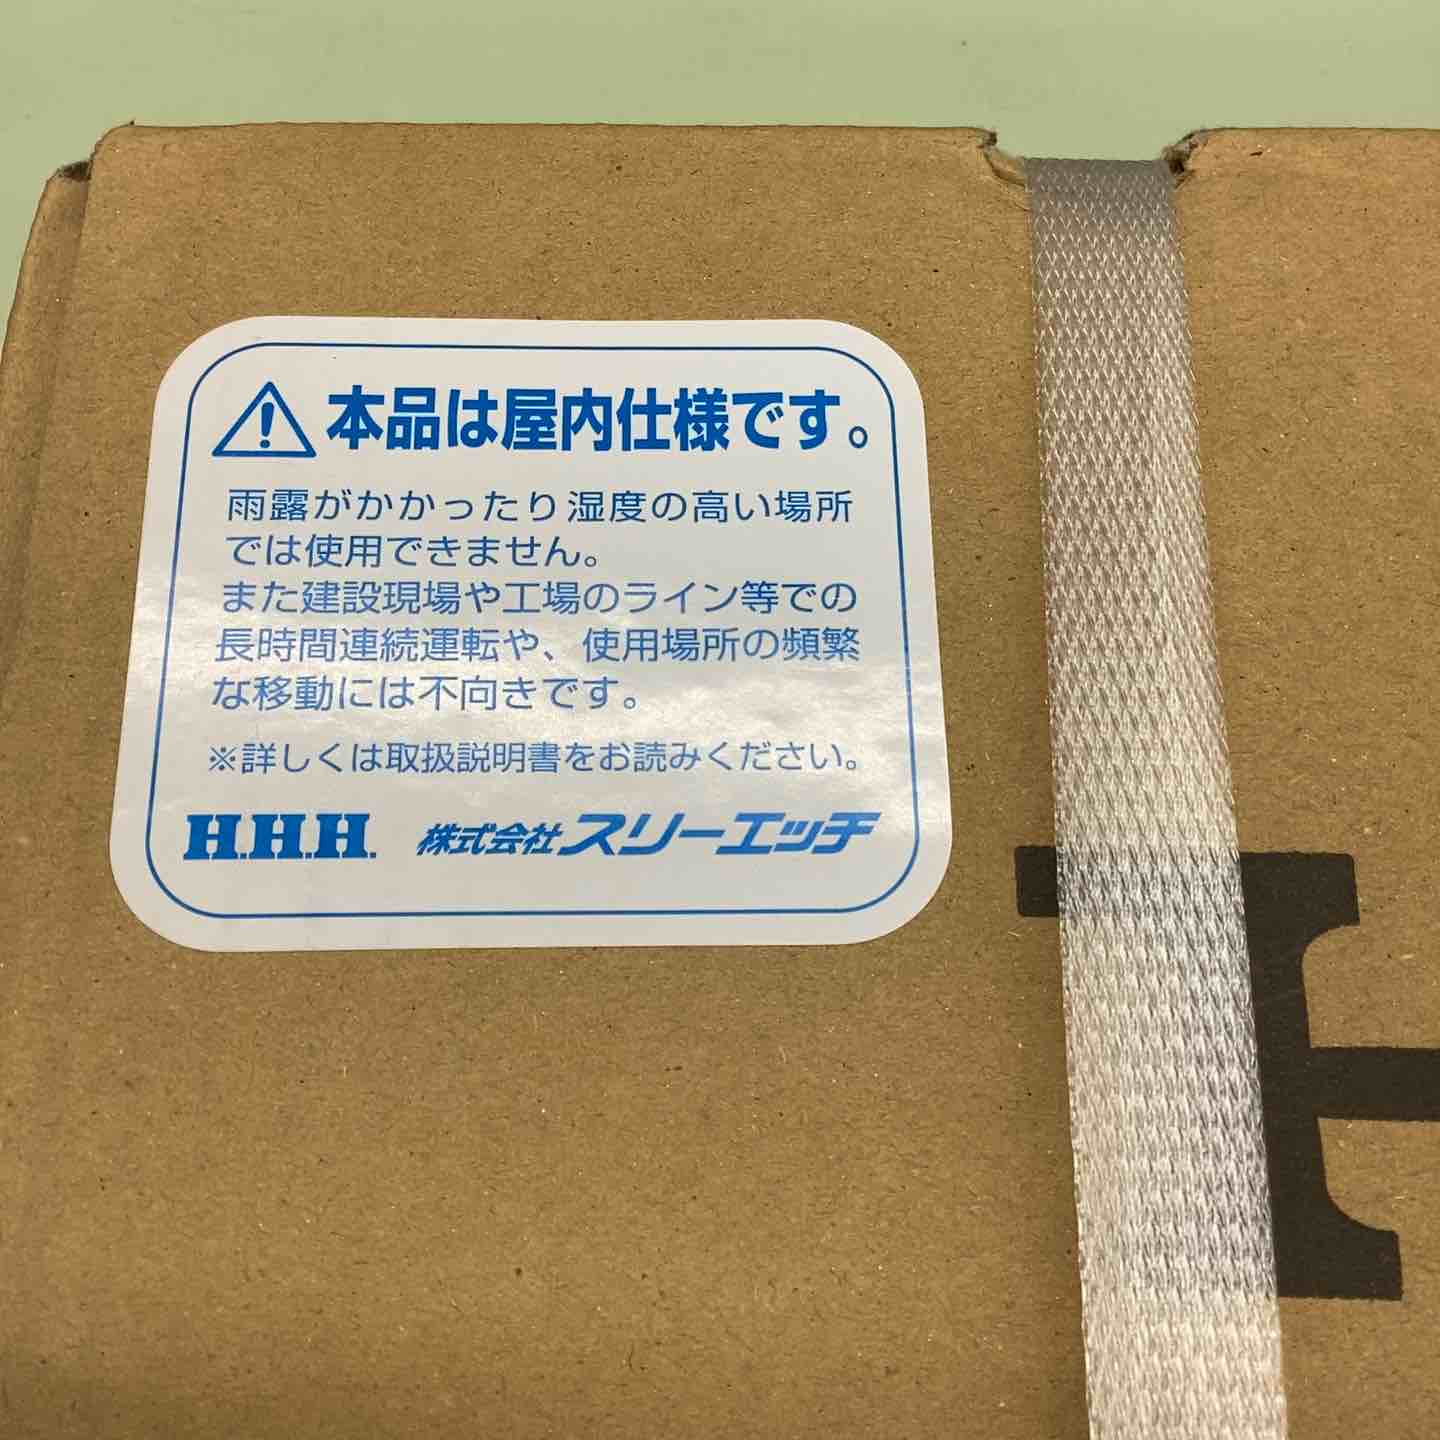 本品は屋内仕様です。
雨露がかかったり湿度の高い場所
では使用できません。
また建設現場や工場のライン等での
長時間連続運転や、使用場所の頻繁
な移動には不向きです。
※詳しくは取扱説明書をお読みください。
H.H.H. 株式会社スリーエッチ
H